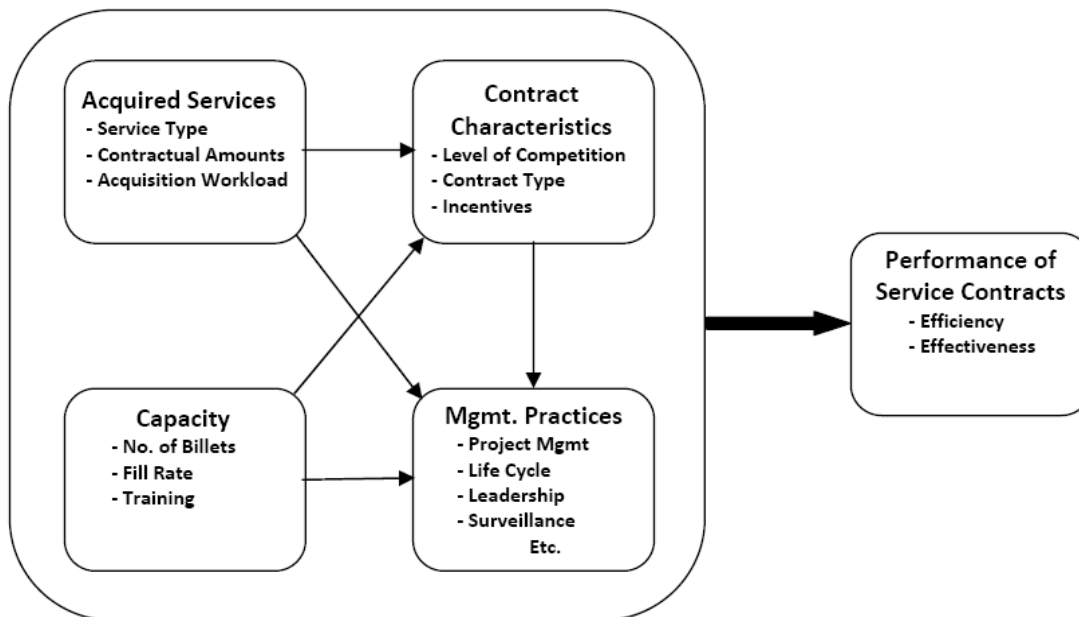 Acquired Services
- Service Type
- Contractual Amounts
- Acquisition Workload
Contract
Characteristics
- Level of Competition
- Contract Type
- Incentives
Capacity
- No. of Billets
- Fill Rate
- Training
Mgmt. Practices
- Project Mgmt
- Life Cycle
- Leadership
- Surveillance
Etc.
Performance of
Service Contracts
- Efficiency
- Effectiveness